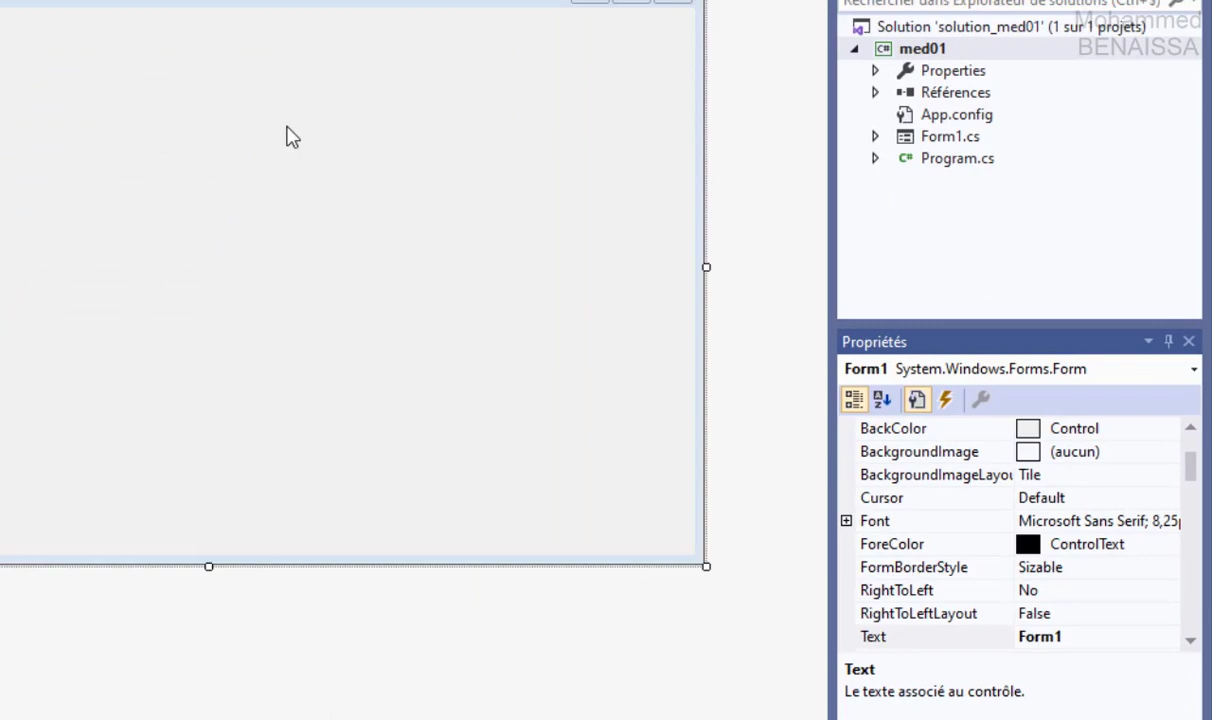 Rechercher dans Explorateur de solutions (Ctrl+$)
Mohammed
BENAISSA
Solution 'solution_med01' (1 sur 1 projets)
C# med01
Properties
Références
App.config
Form1.cs
C# Program.cs
Propriétés
Form1 System.Windows.Forms.Form
BackColor Control
BackgroundImage (aucun)
BackgroundImageLayou Tile
Cursor Default
Font Microsoft Sans Serif; 8,25p
ForeColor ControlText
FormBorderStyle Sizable
RightToLeft No
RightToLeftLayout False
Text Form1
Text
Le texte associé au contrôle.